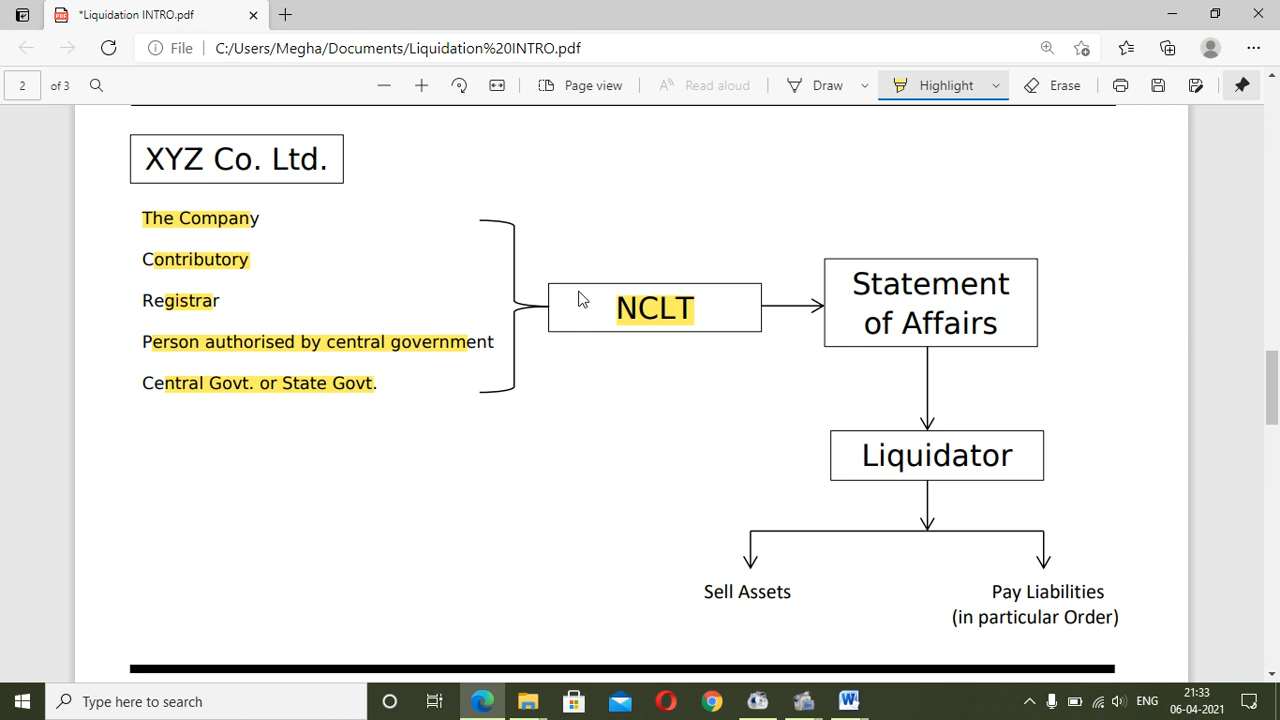 *Liquidation INTRO.pdf
File C:/Users/Megha/Documents/Liquidation%20INTRO.pdf
2 of 3 Page view Read aloud Draw Highlight Erase
XYZ Co. Ltd.
The Company
Contributory
Registrar
Person authorised by central government
Central Govt. or State Govt.
NCLT
Statement
of Affairs
Liquidator
Sell Assets
Pay Liabilities
(in particular Order)
Type here to search
ENG
21:33
06-04-2021